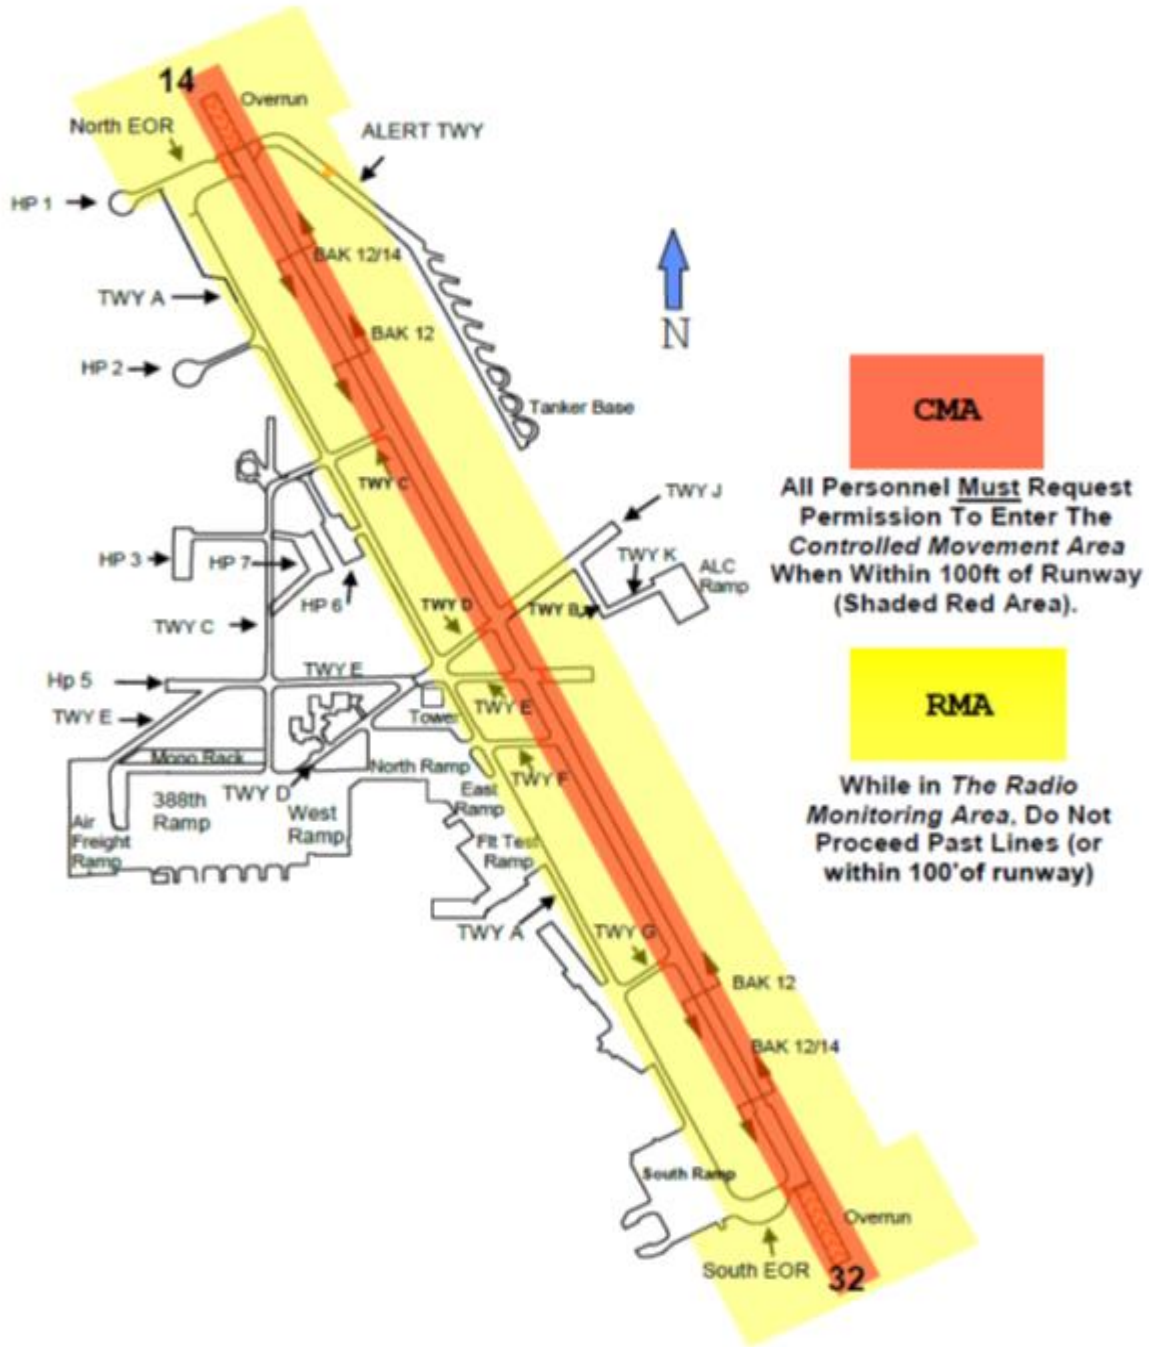 14
Overrun
North EOR
ALERT TWY
HP 1
BAK 12/14
TWY A
BAK 12
HP 2
N
CMA
Tanker Base
TWY C
All Personnel Must Request
Permission To Enter The
Controlled Movement Area
When Within 100ft of Runway
(Shaded Red Area).
TWY J
HP 3
HP 7
TWY K
ALC
Ramp
HP 6
TWY D
TWY B
TWY C
Hp 5
TWY E
RMA
TWY E
Tower
TWY E
Mono Rack
North Ramp
TWY F
388th
Ramp
TWY D
West
Ramp
East
Ramp
While in The Radio
Monitoring Area, Do Not
Proceed Past Lines (or
within 100'of runway)
Air
Freight
Ramp
Flt Test
Ramp
TWY A
TWY G
BAK 12
BAK 12/14
South Ramp
Overrun
South EOR
32